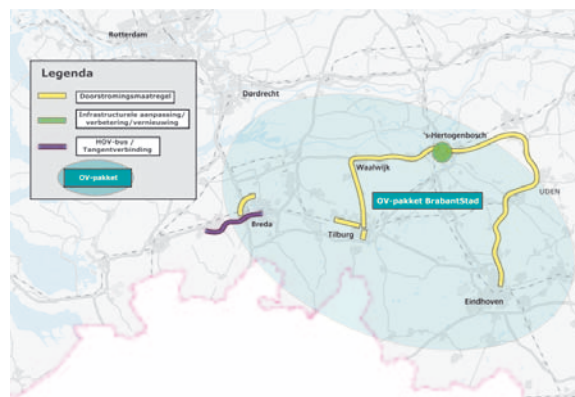 Rotterdam
Legenda
Doorstromingsmaatregel
Infrastructurele aanpassing/
verbetering/vernieuwing
HOV-bus /
Tangentverbinding
OV-pakket
Dordrecht
's-Hertogenbosch
Waalwijk
UDEN
OV-pakket BrabantStad
Breda
Tilburg
Eindhoven